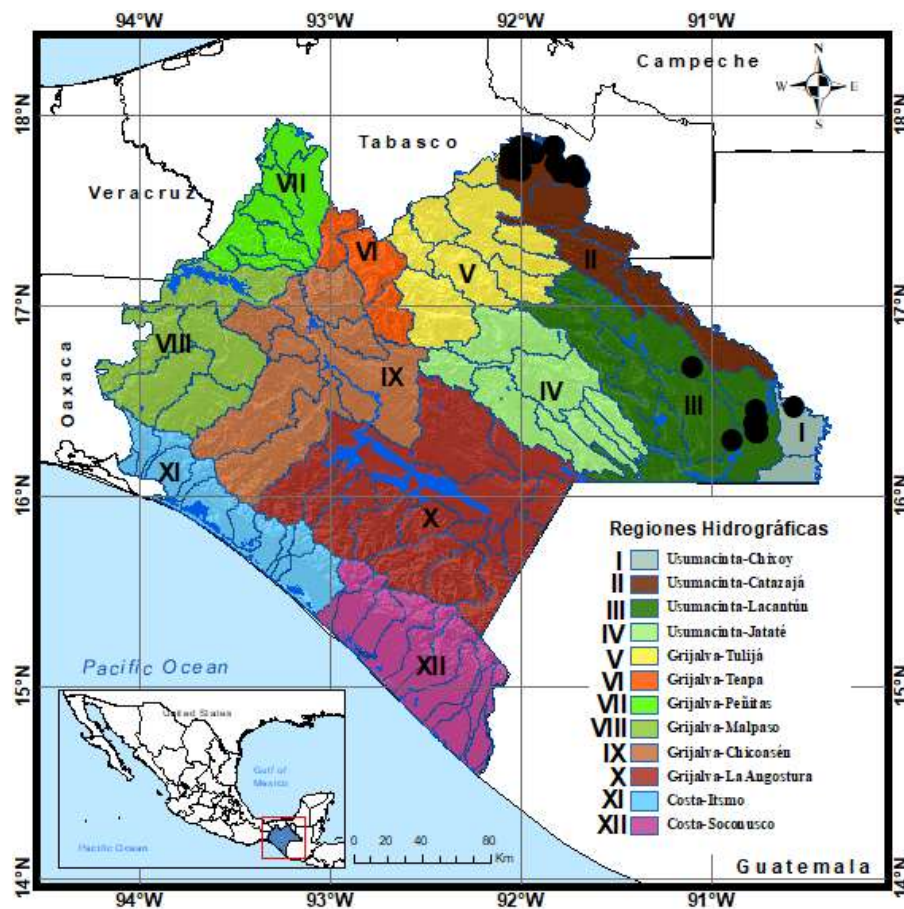 94°W 93°W 92°W 91°W
18°N
17°N
16°N
15°N
14°N
18°N
17°N
16°N
15°N
14°N
94°W 93°W 92°W 91°W
N
W E
S
Campeche
Tabasco
Veracruz
Oaxaca
Guatemala
Pacific Ocean
VII
VI
V
II
VIII
IX
IV
III
I
XI
X
XII
Regiones Hidrográficas
I Usumacinta-Chixoy
II Usumacinta-Catazajá
III Usumacinta-Lacantún
IV Usumacinta-Jataté
V Grijalva-Tulijá
VI Grijalva-Teapa
VII Grijalva-Peñitas
VIII Grijalva-Malpaso
IX Grijalva-Chicoasén
X Grijalva-La Angostura
XI Costa-Itsmo
XII Costa-Soconusco
United States
Gulf of
Mexico
Pacific Ocean
0 20 40 60 80
Km